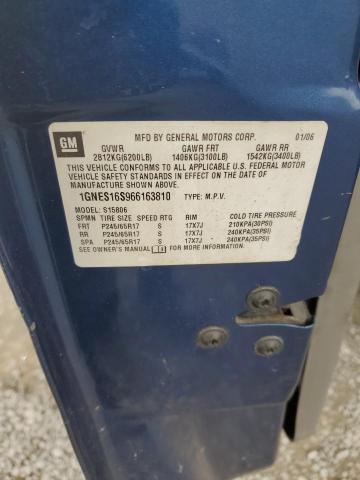 GM
MFD BY GENERAL MOTORS CORP. 01/06
GVWR GAWR FRT GAWR RR
2812KG(6200LB) 1406KG(3100LB) 1542KG(3400LB)
THIS VEHICLE CONFORMS TO ALL APPLICABLE U.S. FEDERAL MOTOR
VEHICLE SAFETY STANDARDS IN EFFECT ON THE DATE OF
MANUFACTURE SHOWN ABOVE.
1GNES16S966163810 TYPE: M.P.V.
MODEL: S15806
SPMN TIRE SIZE SPEED RTG RIM COLD TIRE PRESSURE
FRT P245/65R17 S 17X7J 210KPA(30PSI)
RR P245/65R17 S 17X7J 240KPA(35PSI)
SPA P245/65R17 S 17X7J 240KPA(35PSI)
SEE OWNER'S MANUAL